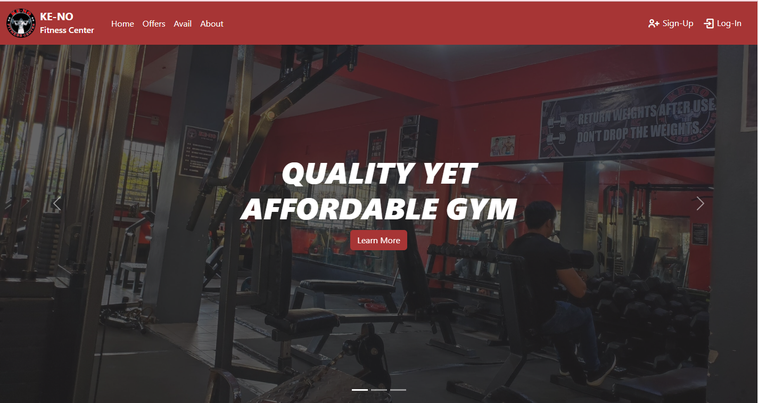 KE-NO
Fitness Center
Home
Offers
Avail
About
Sign-Up
Log-In
RETURN WEIGHTS AFTER USE.
DON'T DROP THE WEIGHTS.
QUALITY YET
AFFORDABLE GYM
Learn More